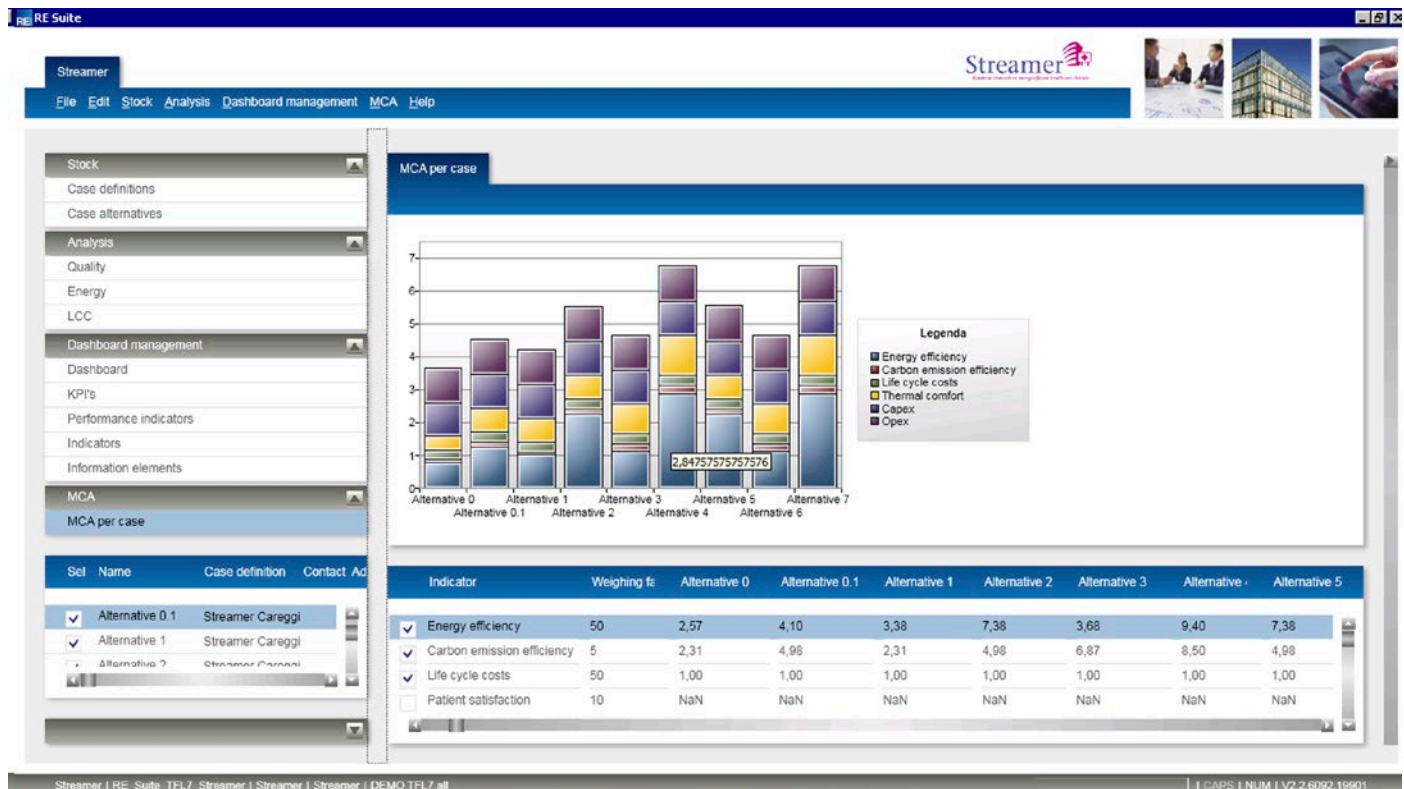 RE RE Suite
Streamer
Streamer
File Edit Stock Analysis Dashboard management MCA Help
Stock
Case definitions
Case alternatives
Analysis
Quality
Energy
LCC
Dashboard management
Dashboard
KPI's
Performance indicators
Indicators
Information elements
MCA
MCA per case
Sel Name Case definition Contact Ad
Alternative 0.1 Streamer Careggi
Alternative 1 Streamer Careggi
Alternative 2 Streamer Careggi
MCA per case
7
6
5
4
3
2
1
0
2,84757575757576
Alternative 0 Alternative 1 Alternative 3 Alternative 5 Alternative 7
Alternative 0.1 Alternative 2 Alternative 4 Alternative 6
Legenda
Energy efficiency
Carbon emission efficiency
Life cycle costs
Thermal comfort
Capex
Opex
Indicator Weighing fa Alternative 0 Alternative 0.1 Alternative 1 Alternative 2 Alternative 3 Alternative Alternative 5
Energy efficiency 50 2,57 4,10 3,38 7,38 3,68 9,40 7,38
Carbon emission efficiency 5 2,31 4,98 2,31 4,98 6,87 8,50 4,98
Life cycle costs 50 1,00 1,00 1,00 1,00 1,00 1,00 1,00
Patient satisfaction 10 NaN NaN NaN NaN NaN NaN NaN
Streamer | RE_Suite_TFL7_Streamer | Streamer | Streamer | DEMO TFL7 all
| CAPS | NUM | V2.2.6092.19901